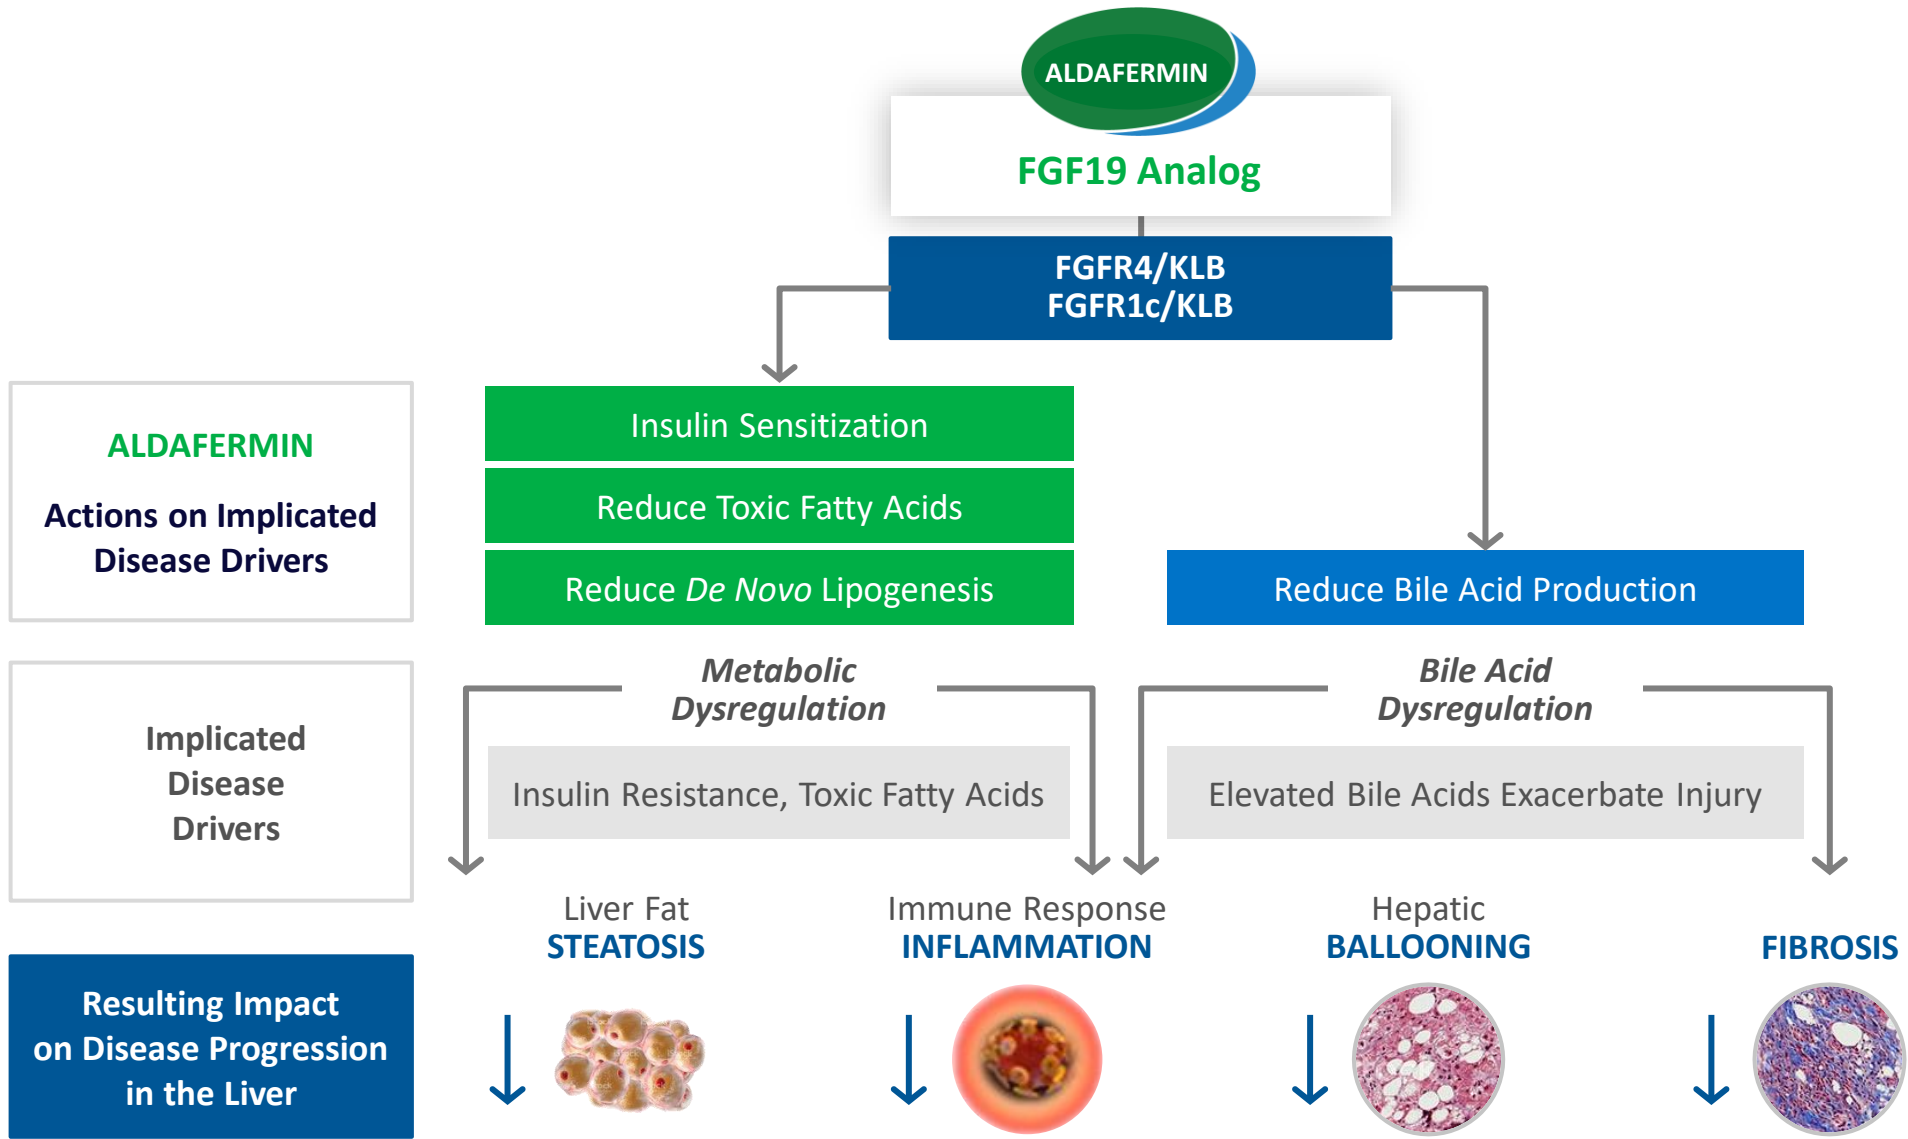 ALDAFERMIN
FGF19 Analog
FGFR4/KLB
FGFR1c/KLB
ALDAFERMIN
Actions on Implicated
Disease Drivers
Insulin Sensitization
Reduce Toxic Fatty Acids
Reduce De Novo Lipogenesis
Reduce Bile Acid Production
Implicated
Disease
Drivers
Metabolic
Dysregulation
Insulin Resistance, Toxic Fatty Acids
Bile Acid
Dysregulation
Elevated Bile Acids Exacerbate Injury
Liver Fat
STEATOSIS
Immune Response
INFLAMMATION
Hepatic
BALLOONING
FIBROSIS
Resulting Impact
on Disease Progression
in the Liver